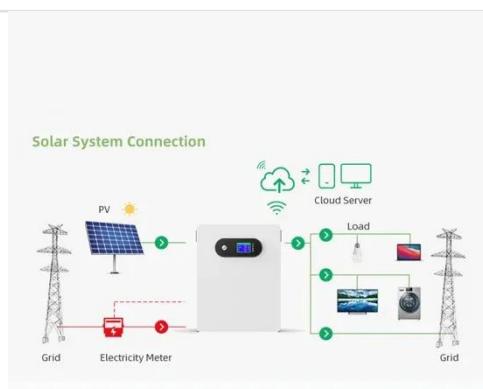 Solar System Connection
Cloud Server
PV
Load
Grid
Electricity Meter
Grid